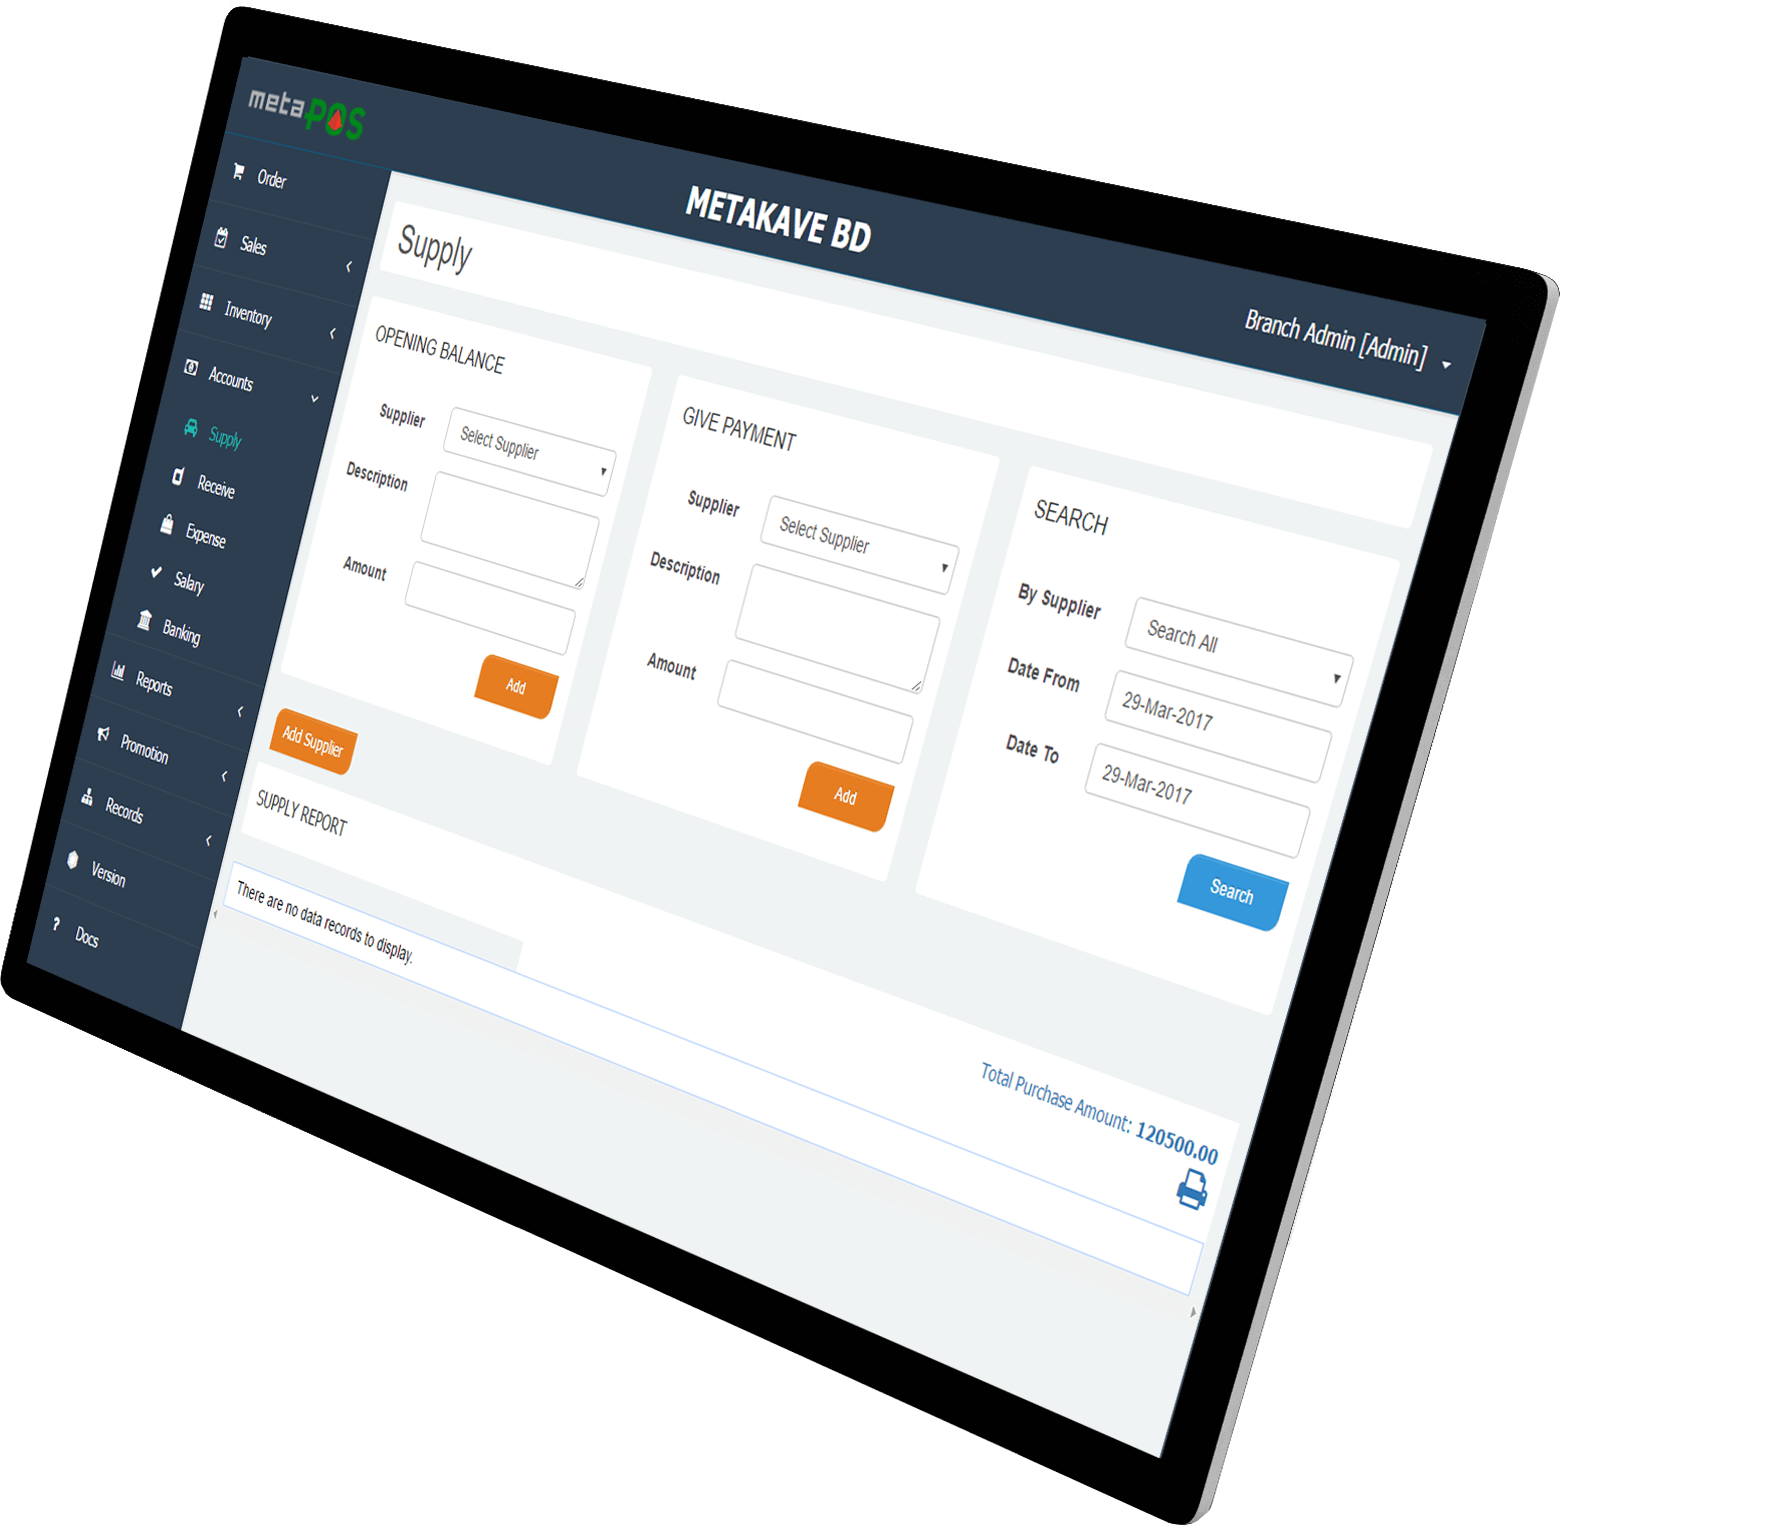 metaPOS
METAKAVE BD
Branch Admin [Admin]
Order
Sales
Inventory
Accounts
Supply
Receive
Expense
Salary
Banking
Reports
Promotion
Records
Version
Docs
Supply
OPENING BALANCE
Supplier
Select Supplier
Description
Amount
Add
GIVE PAYMENT
Supplier
Select Supplier
Description
Amount
Add
SEARCH
By Supplier
Search All
Date From
29-Mar-2017
Date To
29-Mar-2017
Search
Add Supplier
SUPPLY REPORT
Total Purchase Amount: 120500.00
There are no data records to display.